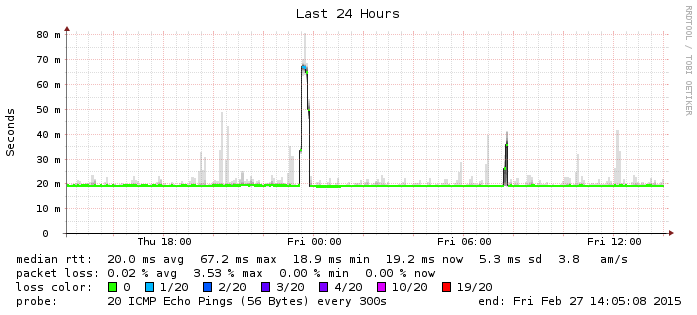 Last 24 Hours
RRDTOOL / TOBI OETIKER
Seconds
80 m
70 m
60 m
50 m
40 m
30 m
20 m
10 m
0
Thu 18:00 Fri 00:00 Fri 06:00 Fri 12:00
median rtt: 20.0 ms avg 67.2 ms max 18.9 ms min 19.2 ms now 5.3 ms sd 3.8 am/s
packet loss: 0.02 % avg 3.53 % max 0.00 % min 0.00 % now
loss color: 0 1/20 2/20 3/20 4/20 10/20 19/20
probe: 20 ICMP Echo Pings (56 Bytes) every 300s end: Fri Feb 27 14:05:08 2015